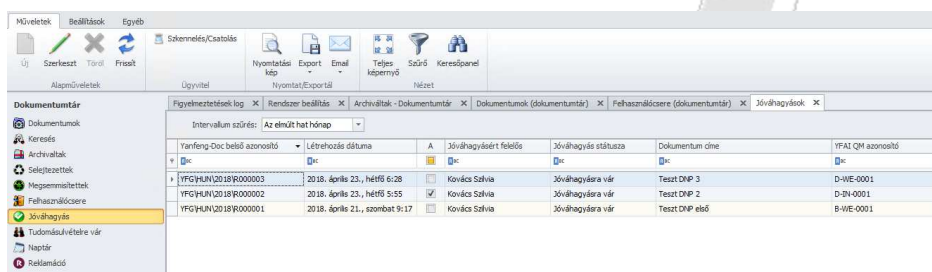 Műveletek Beállítások Egyéb
Új Szerkeszt Töröl Frissít Szkennelés/Csatolás Nyomtatási kép Export Email Teljes képernyő Szűrő Keresőpanel
Alapműveletek Ügyvitel Nyomtat/Exportál Nézet
Dokumentumtár
Dokumentumok
Keresés
Archiváltak
Selejtezettek
Megsemmisítettek
Felhasználócsere
Jóváhagyás
Tudomásulvételre vár
Naptár
Reklamáció
Figyelmeztetések log Rendszer beállítás Archiváltak - Dokumentumtár Dokumentumok (dokumentumtár) Felhasználócsere (dokumentumtár) Jóváhagyások
Intervallum szűrés: Az elmúlt hat hónap
Yanfeng-Doc belső azonosító Létrehozás dátuma A Jóváhagyásért felelős Jóváhagyás státusza Dokumentum címe YFAI QM azonosító
YFG\HUN\2018\R000003 2018. április 23., hétfő 6:28 Kovács Szilvia Jóváhagyásra vár Teszt DNP 3 D-WE-0001
YFG\HUN\2018\R000002 2018. április 23., hétfő 5:55 Kovács Szilvia Jóváhagyásra vár Teszt DNP 2 D-IN-0001
YFG\HUN\2018\R000001 2018. április 21., szombat 9:17 Kovács Szilvia Jóváhagyásra vár Teszt DNP első B-WE-0001